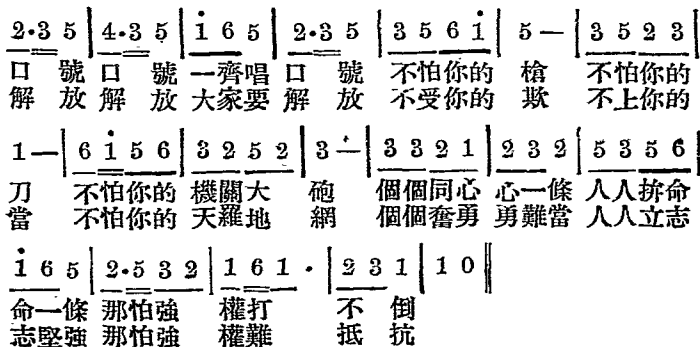 2·3 5 | 4·3 5 | i̇ 6 5 | 2·3 5 | 3 5 6 i̇ | 5 — | 3 5 2 3 |
口 號 口 號 一齊唱 口 號 不怕你的 槍 不怕你的
解 放 解 放 大家要 解 放 不受你的 欺 不上你的
1 — | 6 i̇ 5 6 | 3 2 5 2 | 3 — | 3 3 2 1 | 2 3 2 | 5 3 5 6 |
刀 不怕你的 機關大 砲 個個同心 心一條 人人拚命
當 不怕你的 天羅地 網 個個奮勇 勇難當 人人立志
i̇ 6 5 | 2·5 3 2 | 1 6 1 · | 2 3 1 | 1 0 ‖
命一條 那怕強 權打 不 倒
志堅強 那怕強 權難 抵 抗